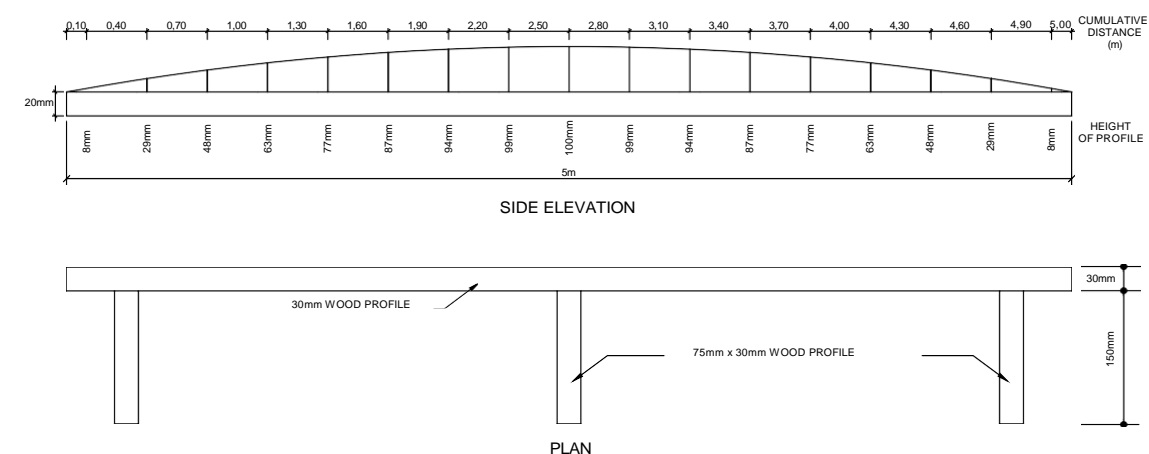 0,10 0,40 0,70 1,00 1,30 1,60 1,90 2,20 2,50 2,80 3,10 3,40 3,70 4,00 4,30 4,60 4,90 5,00
CUMULATIVE
DISTANCE
(m)
20mm
8mm 29mm 48mm 63mm 77mm 87mm 94mm 99mm 100mm 99mm 94mm 87mm 77mm 63mm 48mm 29mm 8mm
HEIGHT
OF PROFILE
5m
SIDE ELEVATION
30mm WOOD PROFILE
30mm
75mm x 30mm WOOD PROFILE
150mm
PLAN